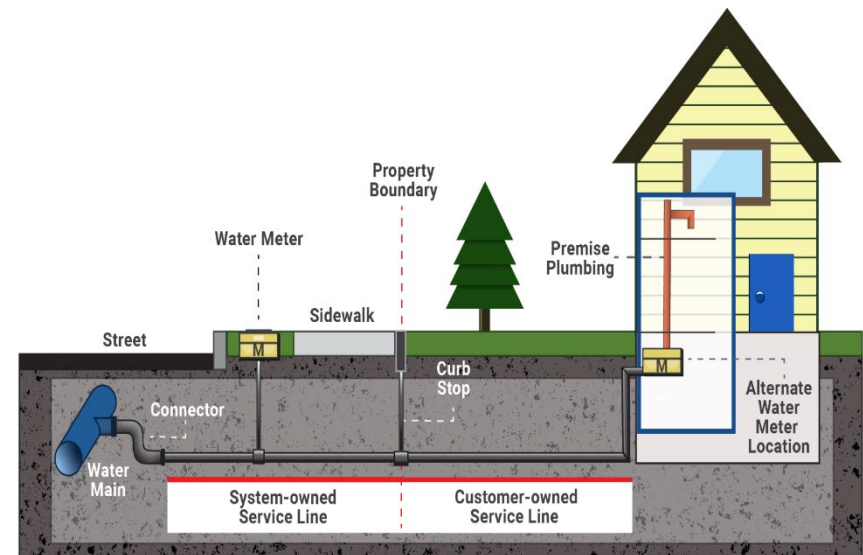 Property
Boundary
Water Meter
Premise
Plumbing
Sidewalk
Street
M
Curb
Stop
M
Connector
Alternate
Water
Meter
Location
Water
Main
System-owned
Service Line
Customer-owned
Service Line